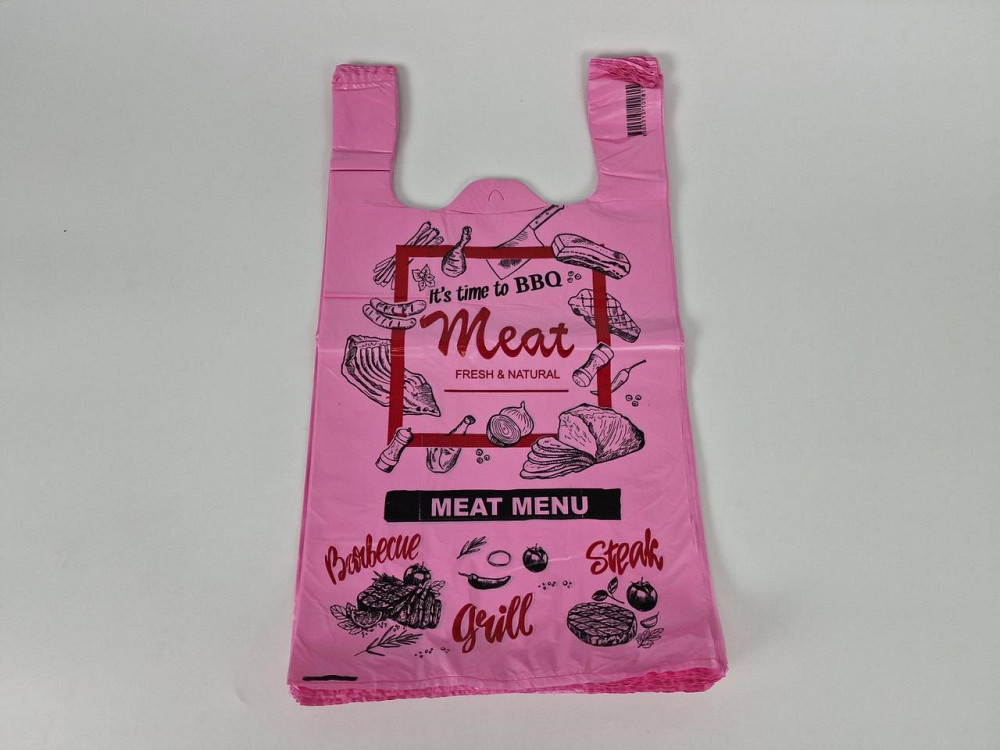 It's time to BBQ
Meat
FRESH & NATURAL
MEAT MENU
Barbecue
Steak
Grill